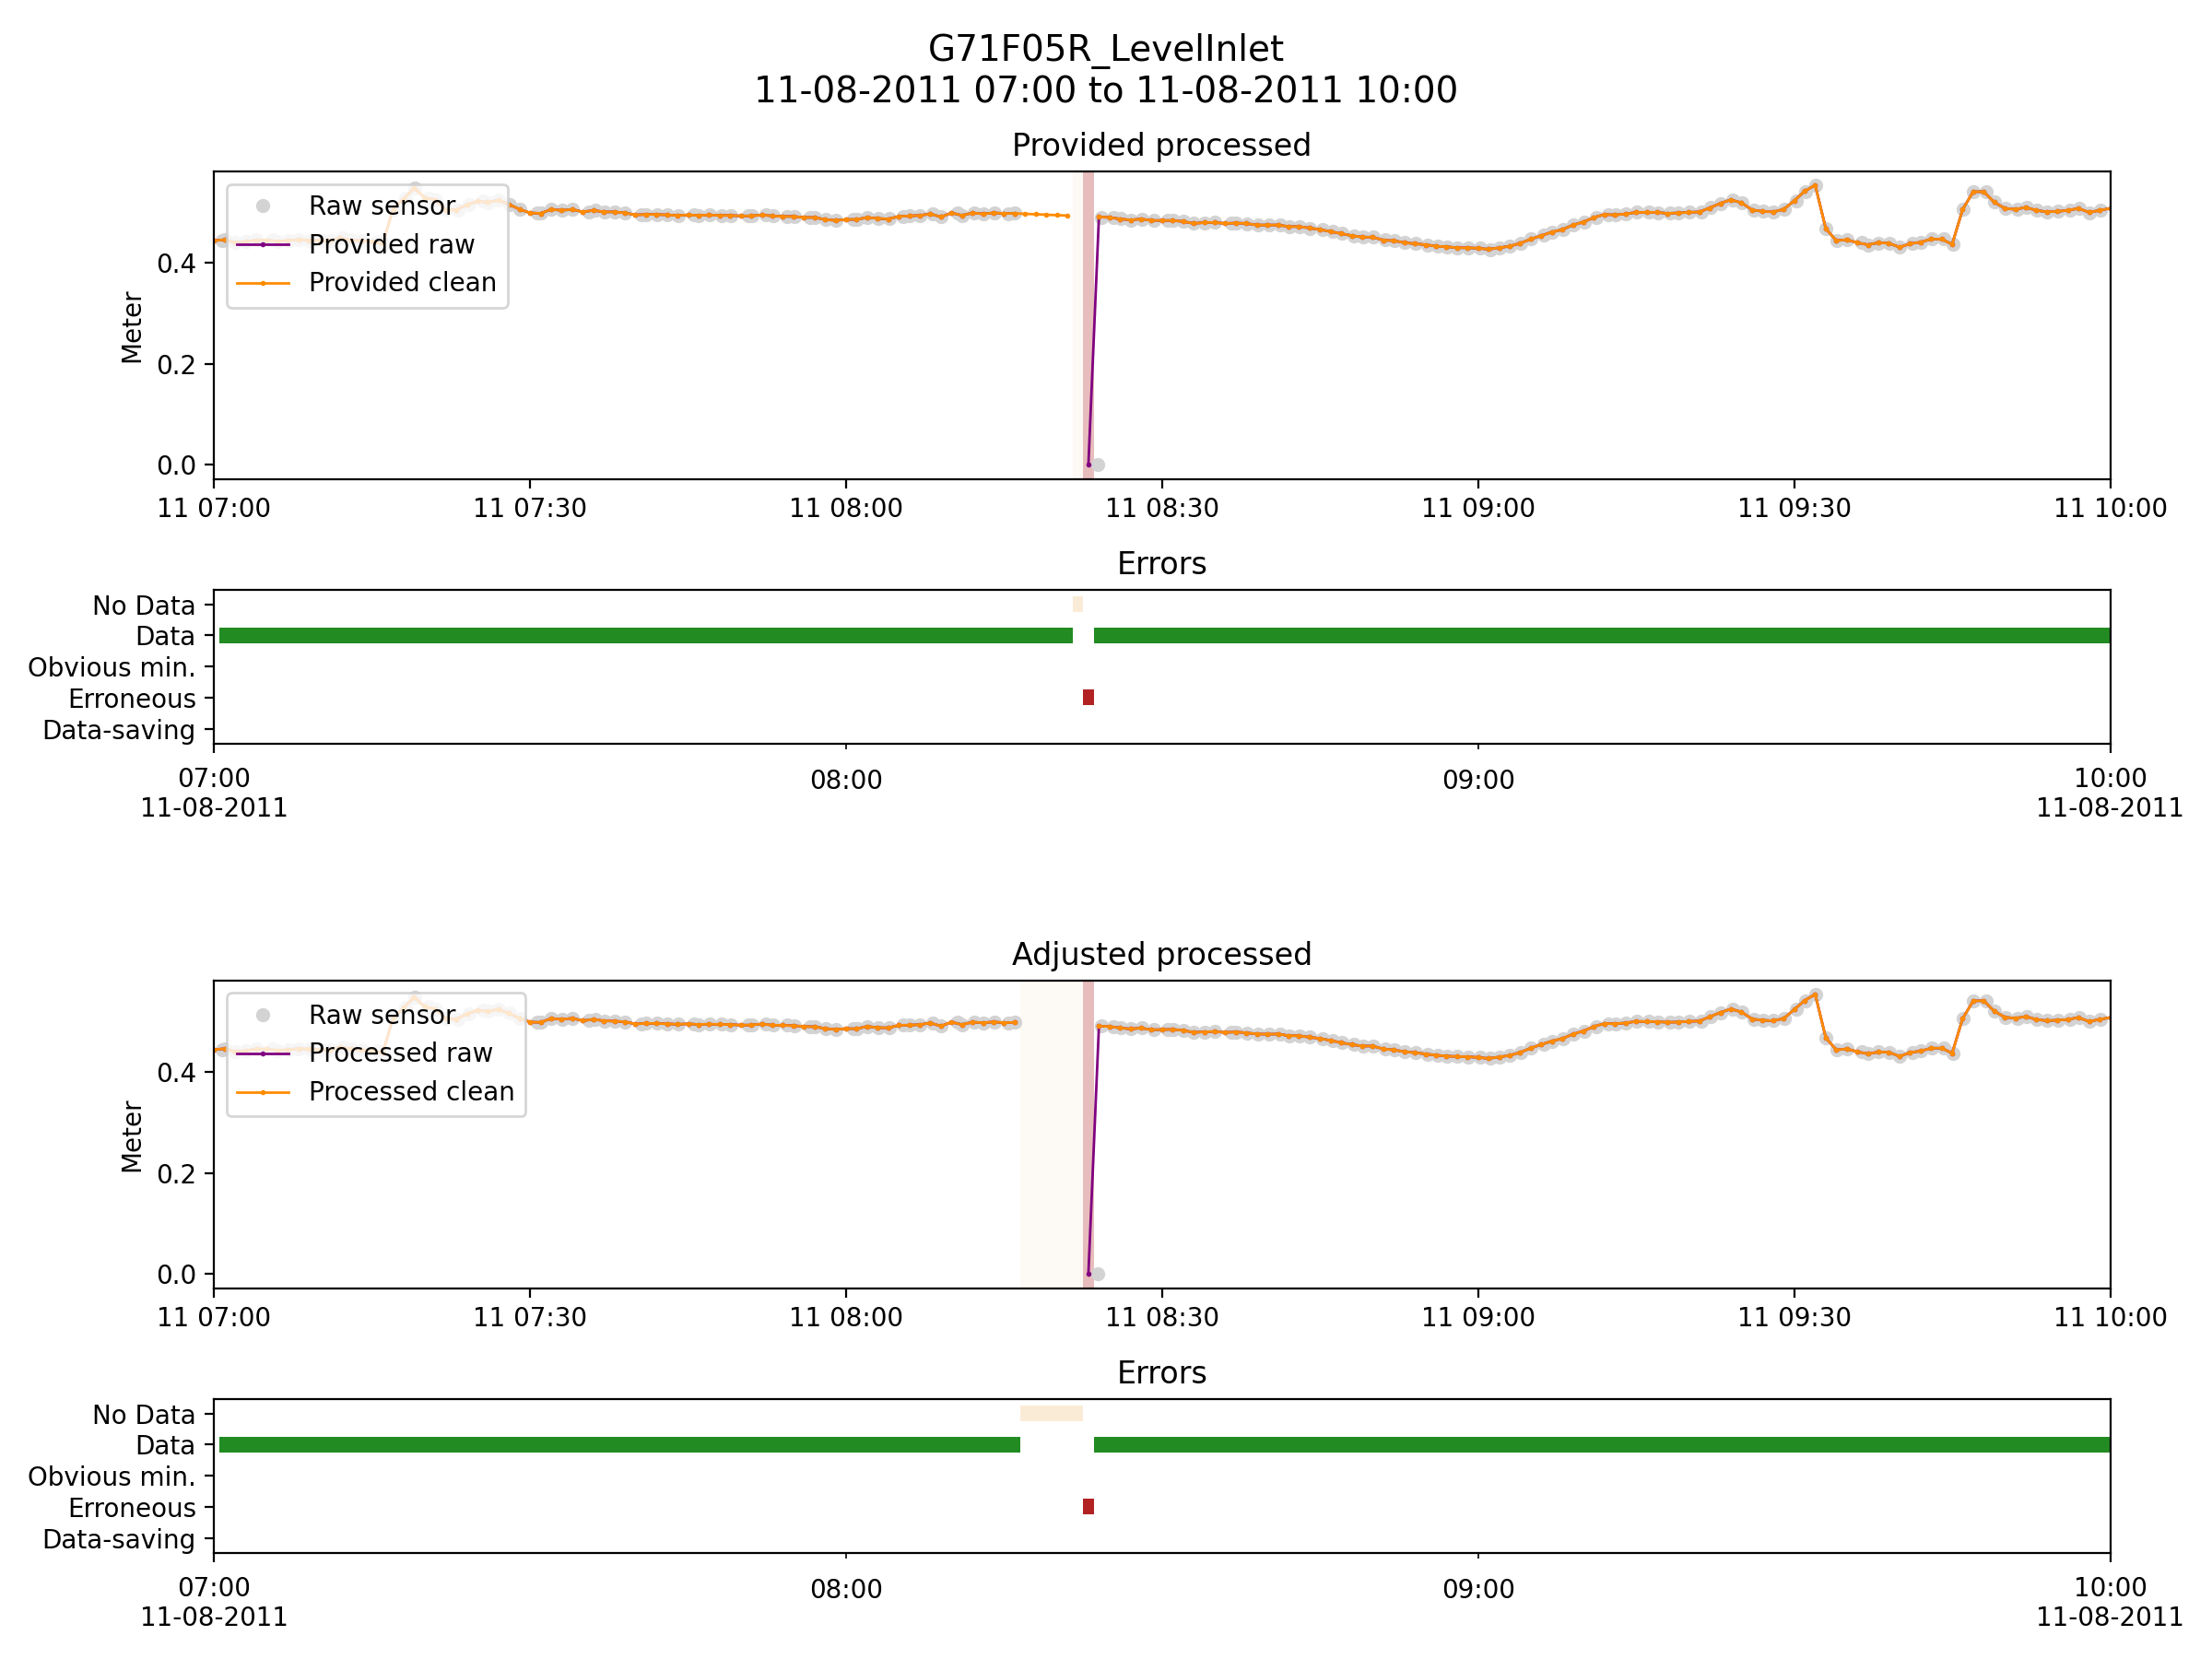 G71F05R_LevelInlet
11-08-2011 07:00 to 11-08-2011 10:00
Provided processed
Raw sensor
Provided raw
Provided clean
Meter
0.4
0.2
0.0
11 07:00 11 07:30 11 08:00 11 08:30 11 09:00 11 09:30 11 10:00
Errors
No Data
Data
Obvious min.
Erroneous
Data-saving
07:00 08:00 09:00 10:00
11-08-2011 11-08-2011
Adjusted processed
Raw sensor
Processed raw
Processed clean
Meter
0.4
0.2
0.0
11 07:00 11 07:30 11 08:00 11 08:30 11 09:00 11 09:30 11 10:00
Errors
No Data
Data
Obvious min.
Erroneous
Data-saving
07:00 08:00 09:00 10:00
11-08-2011 11-08-2011